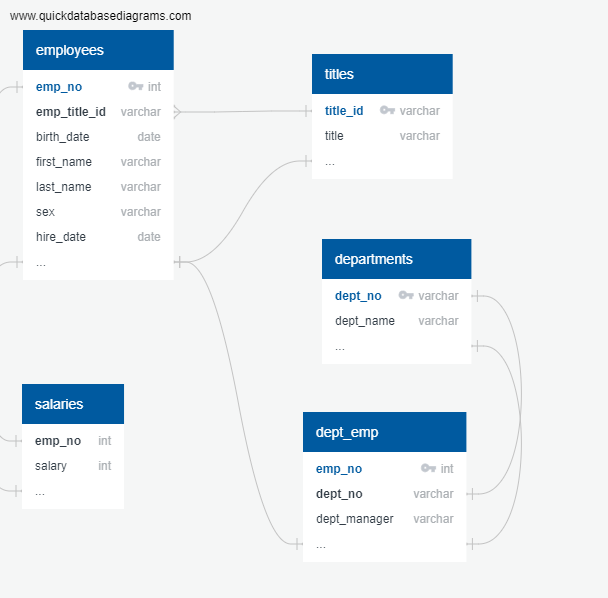 www.quickdatabasediagrams.com
employees
emp_no int
emp_title_id varchar
birth_date date
first_name varchar
last_name varchar
sex varchar
hire_date date
...
titles
title_id varchar
title varchar
...
departments
dept_no varchar
dept_name varchar
...
salaries
emp_no int
salary int
...
dept_emp
emp_no int
dept_no varchar
dept_manager varchar
...